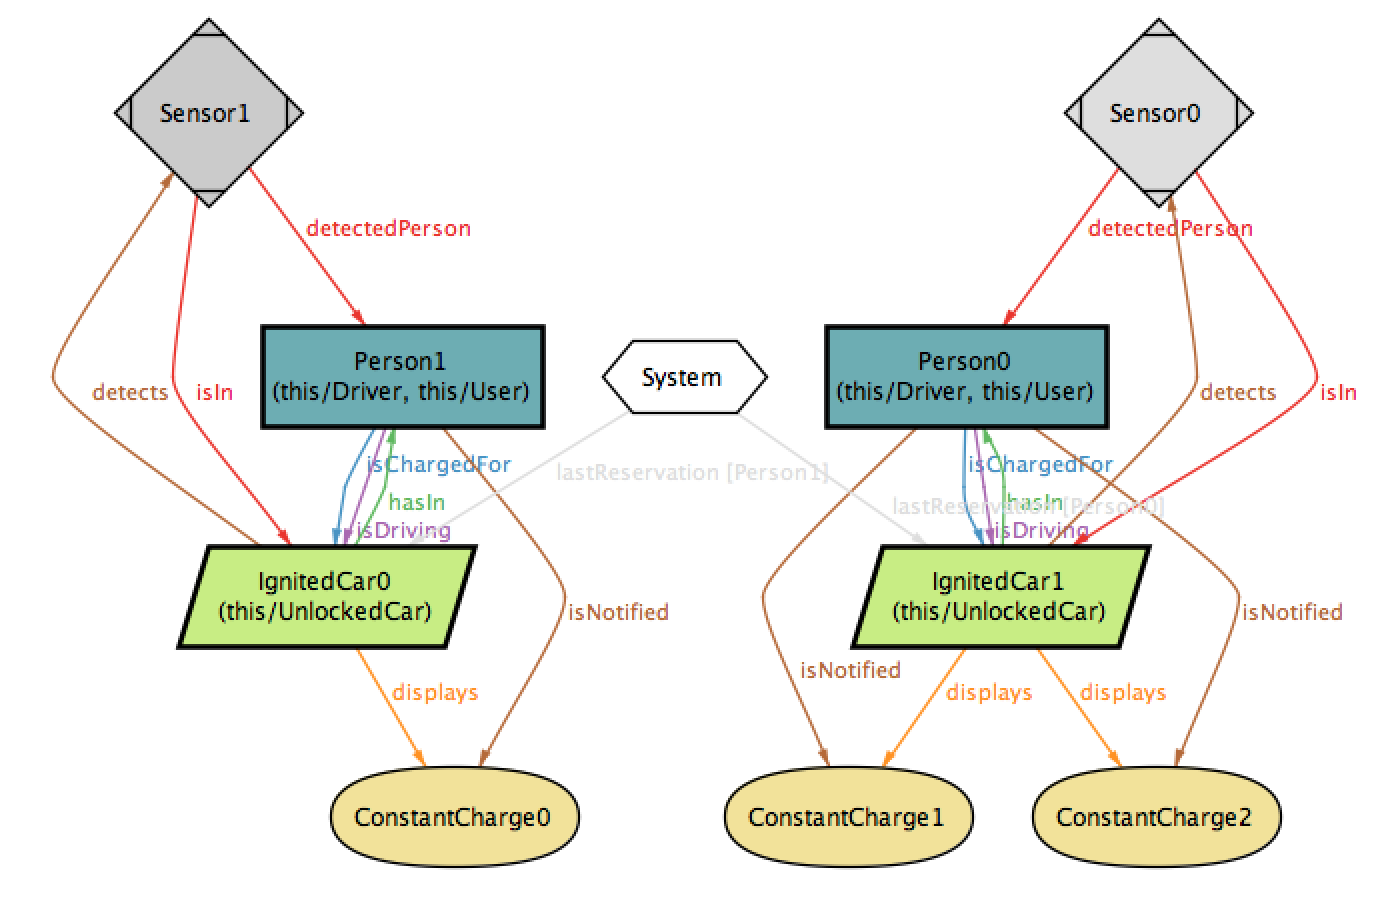 Sensor1
Sensor0
detectedPerson
detectedPerson
Person1
(this/Driver, this/User)
System
Person0
(this/Driver, this/User)
detects
isIn
detects
isIn
isChargedFor
lastReservation [Person1]
isChargedFor
hasIn
lastReservation [Person0]
hasIn
isDriving
isDriving
IgnitedCar0
(this/UnlockedCar)
IgnitedCar1
(this/UnlockedCar)
isNotified
isNotified
isNotified
displays
displays
displays
ConstantCharge0
ConstantCharge1
ConstantCharge2